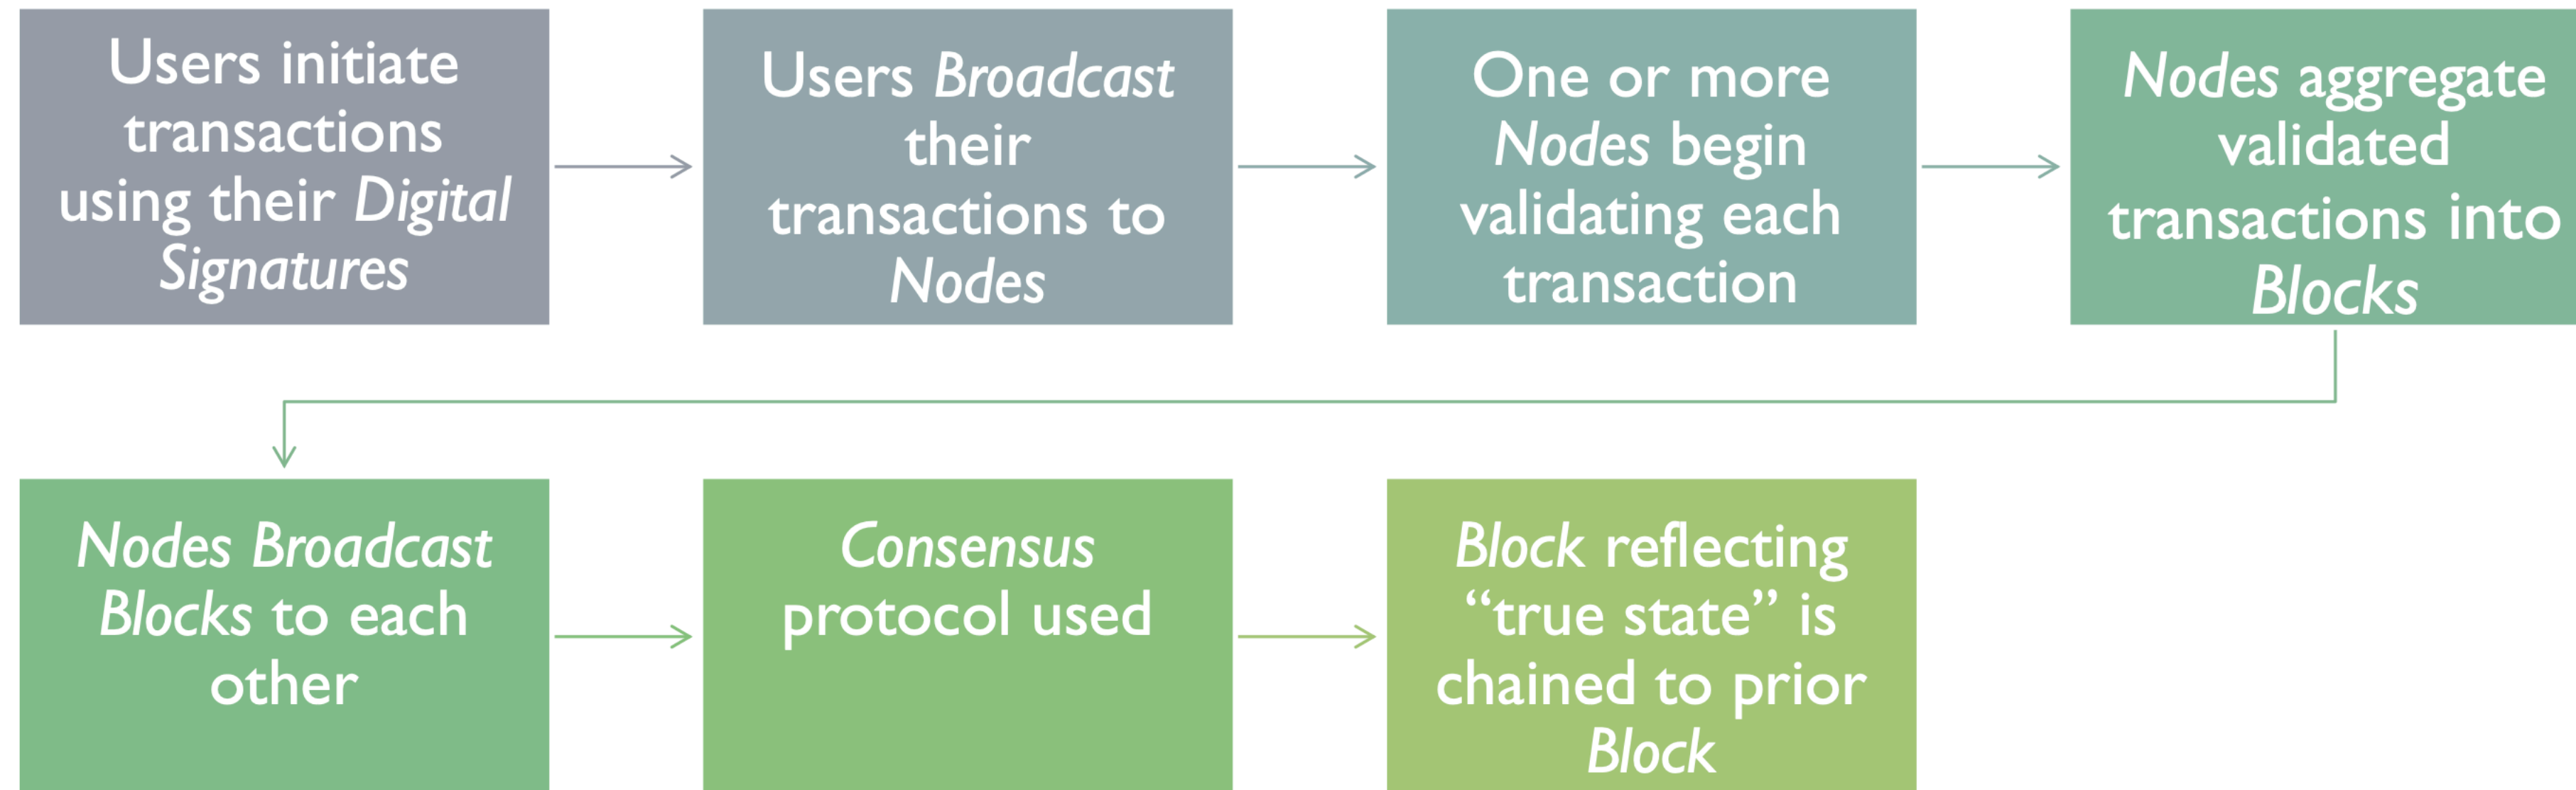 Users initiate
transactions
using their Digital
Signatures
Users Broadcast
their
transactions to
Nodes
One or more
Nodes begin
validating each
transaction
Nodes aggregate
validated
transactions into
Blocks
Nodes Broadcast
Blocks to each
other
Consensus
protocol used
Block reflecting
“true state” is
chained to prior
Block